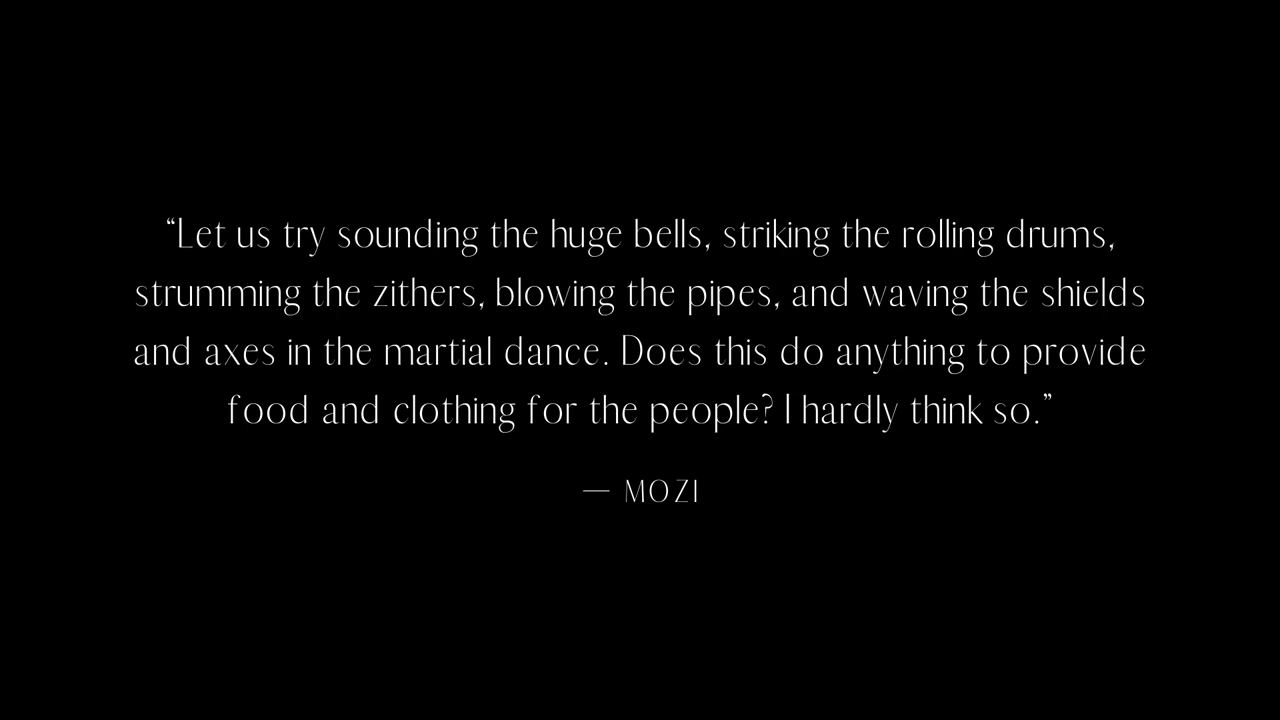 “Let us try sounding the huge bells, striking the rolling drums,
strumming the zithers, blowing the pipes, and waving the shields
and axes in the martial dance. Does this do anything to provide
food and clothing for the people? I hardly think so.”
— MOZI